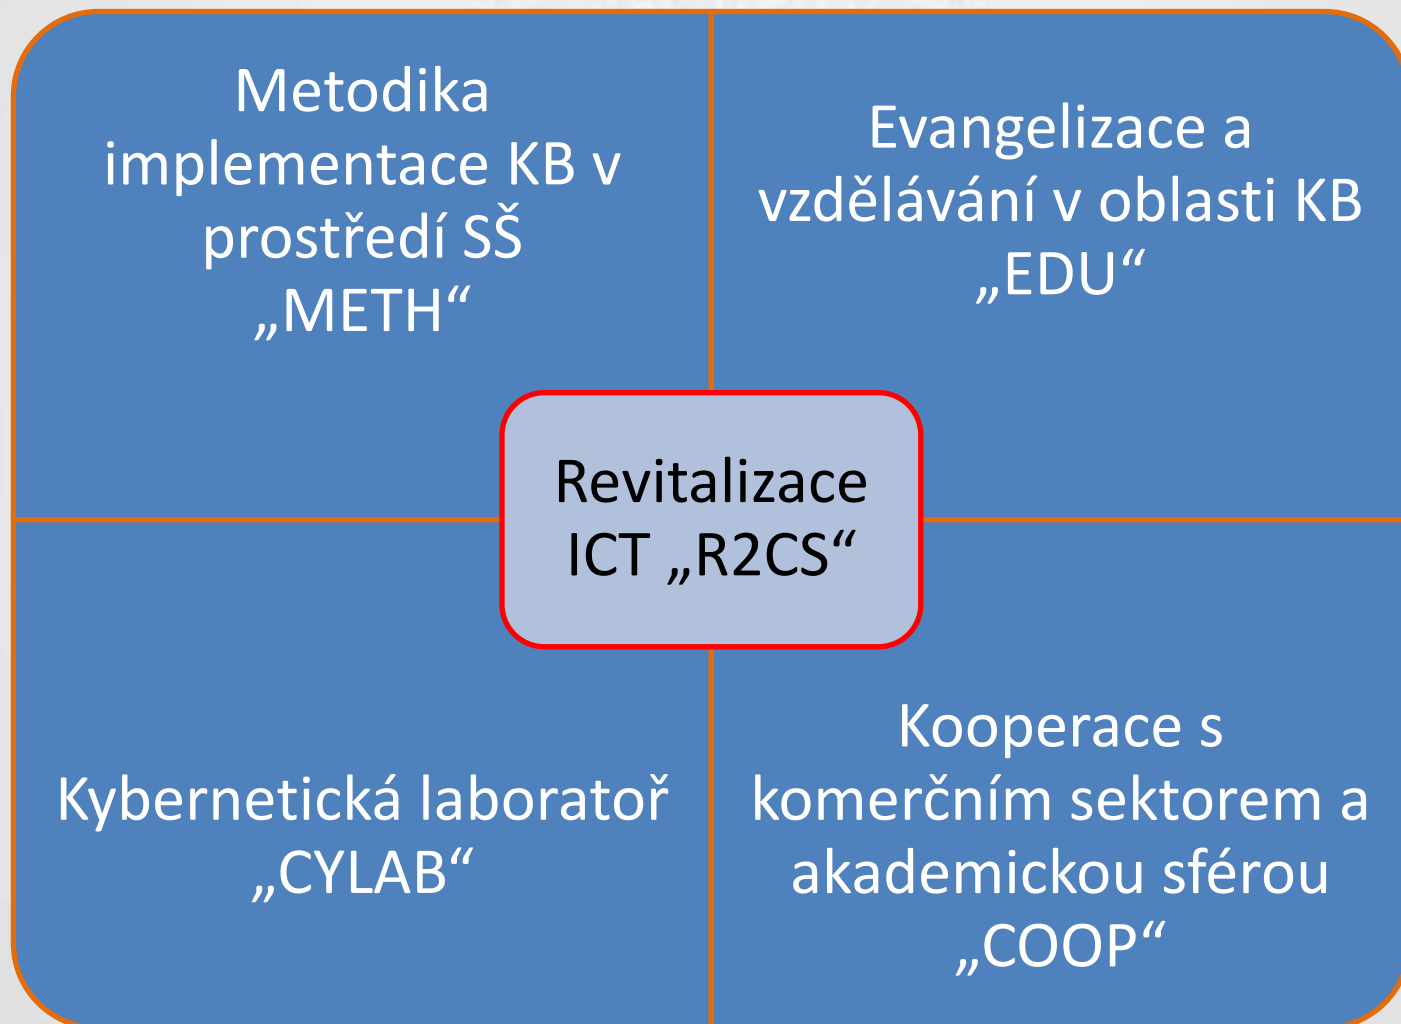 Metodika
implementace KB v
prostředí SŠ
„METH“
Evangelizace a
vzdělávání v oblasti KB
„EDU“
Revitalizace
ICT „R2CS“
Kybernetická laboratoř
„CYLAB“
Kooperace s
komerčním sektorem a
akademickou sférou
„COOP“